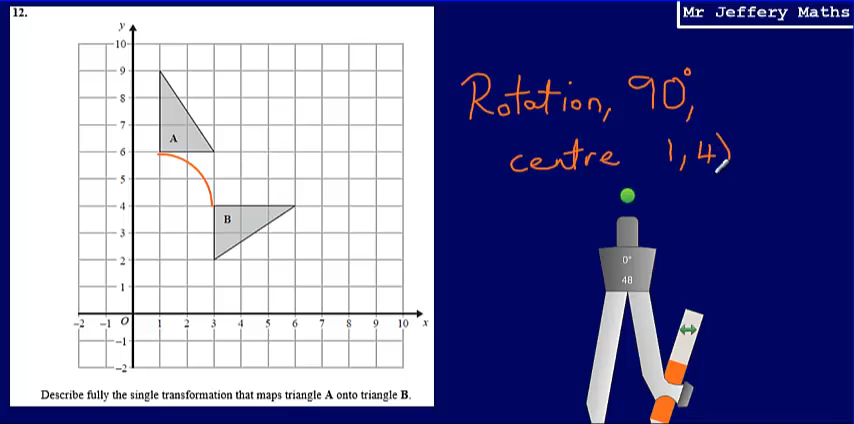 12.
Mr Jeffery Maths
y
10
9
8
7
6
5
4
3
2
1
-1
-2
-2 -1 O 1 2 3 4 5 6 7 8 9 10 x
A
B
Rotation, 90°,
centre 1,4)
0°
48
Describe fully the single transformation that maps triangle A onto triangle B.